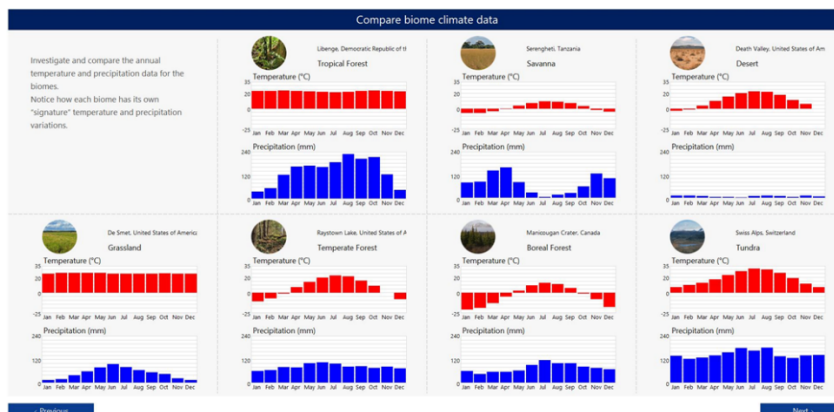 Compare biome climate data
Investigate and compare the annual
temperature and precipitation data for the
biomes.
Notice how each biome has its own
"signature" temperature and precipitation
variations.
Libenge, Democratic Republic of tl
Tropical Forest
Temperature (°C)
35
20
0
-25
Jan Feb Mar Apr May Jun Jul Aug Sep Oct Nov Dec
Precipitation (mm)
240
120
0
Jan Feb Mar Apr May Jun Jul Aug Sep Oct Nov Dec
Serengheti, Tanzania
Savanna
Temperature (°C)
35
20
0
-25
Jan Feb Mar Apr May Jun Jul Aug Sep Oct Nov Dec
Precipitation (mm)
240
120
0
Jan Feb Mar Apr May Jun Jul Aug Sep Oct Nov Dec
Death Valley, United States of Am
Desert
Temperature (°C)
35
20
0
-25
Jan Feb Mar Apr May Jun Jul Aug Sep Oct Nov Dec
Precipitation (mm)
240
120
0
Jan Feb Mar Apr May Jun Jul Aug Sep Oct Nov Dec
De Smet, United States of America
Grassland
Temperature (°C)
35
20
0
-25
Jan Feb Mar Apr May Jun Jul Aug Sep Oct Nov Dec
Precipitation (mm)
240
120
0
Jan Feb Mar Apr May Jun Jul Aug Sep Oct Nov Dec
Raystown Lake, United States of A
Temperate Forest
Temperature (°C)
35
20
0
-25
Jan Feb Mar Apr May Jun Jul Aug Sep Oct Nov Dec
Precipitation (mm)
240
120
0
Jan Feb Mar Apr May Jun Jul Aug Sep Oct Nov Dec
Manicougan Crater, Canada
Boreal Forest
Temperature (°C)
35
20
0
-25
Jan Feb Mar Apr May Jun Jul Aug Sep Oct Nov Dec
Precipitation (mm)
240
120
0
Jan Feb Mar Apr May Jun Jul Aug Sep Oct Nov Dec
Swiss Alps, Switzerland
Tundra
Temperature (°C)
35
20
0
-25
Jan Feb Mar Apr May Jun Jul Aug Sep Oct Nov Dec
Precipitation (mm)
240
120
0
Jan Feb Mar Apr May Jun Jul Aug Sep Oct Nov Dec
Previous
Next